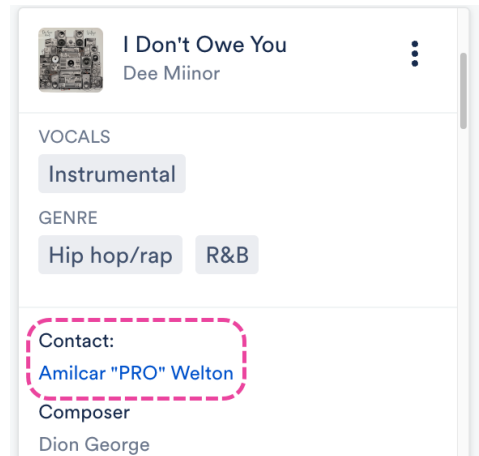 I Don't Owe You
Dee Miinor
VOCALS
Instrumental
GENRE
Hip hop/rap R&B
Contact:
Amilcar "PRO" Welton
Composer
Dion George